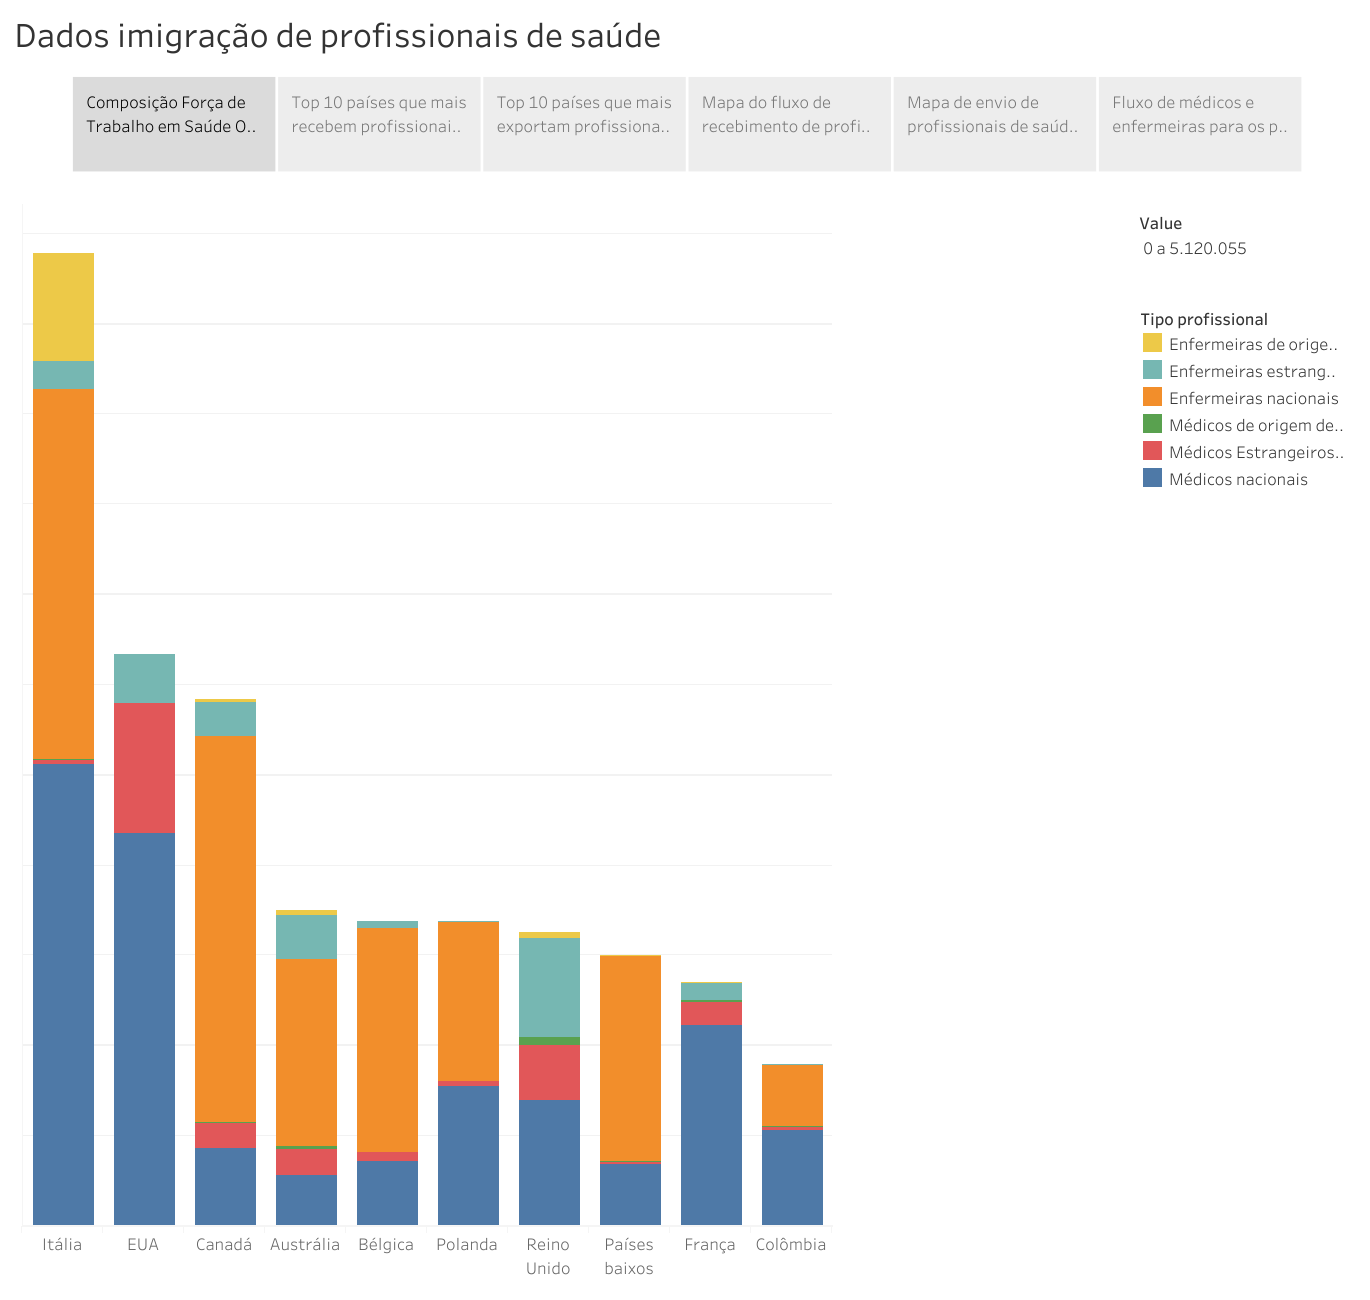 Dados imigração de profissionais de saúde
Composição Força de
Trabalho em Saúde O..
Top 10 países que mais
recebem profissionai..
Top 10 países que mais
exportam profissiona..
Mapa do fluxo de
recebimento de profi..
Mapa de envio de
profissionais de saúd..
Fluxo de médicos e
enfermeiras para os p..
Value
0 a 5.120.055
Tipo profissional
Enfermeiras de orige..
Enfermeiras estrang..
Enfermeiras nacionais
Médicos de origem de..
Médicos Estrangeiros..
Médicos nacionais
Itália
EUA
Canadá
Austrália
Bélgica
Polanda
Reino
Unido
Países
baixos
França
Colômbia